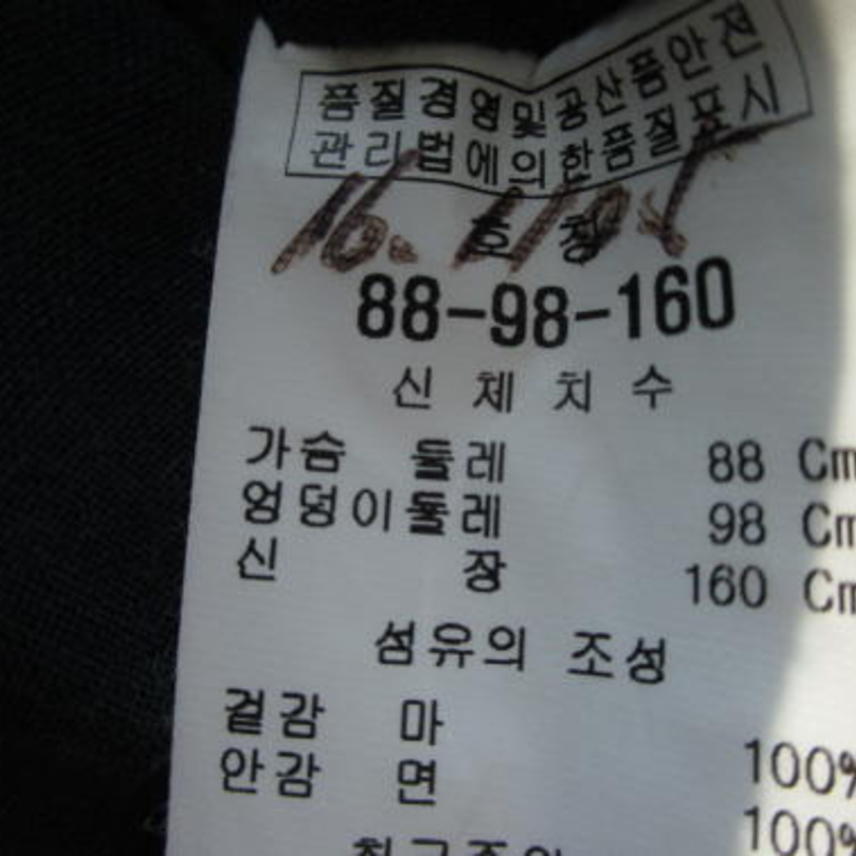 품질경영및공산품안전
관리법에의한품질표시
호칭
88-98-160
신체치수
가슴 둘레 88 Cm
엉덩이둘레 98 Cm
신 장 160 Cm
섬유의 조성
겉감 마 100%
안감 면 100%